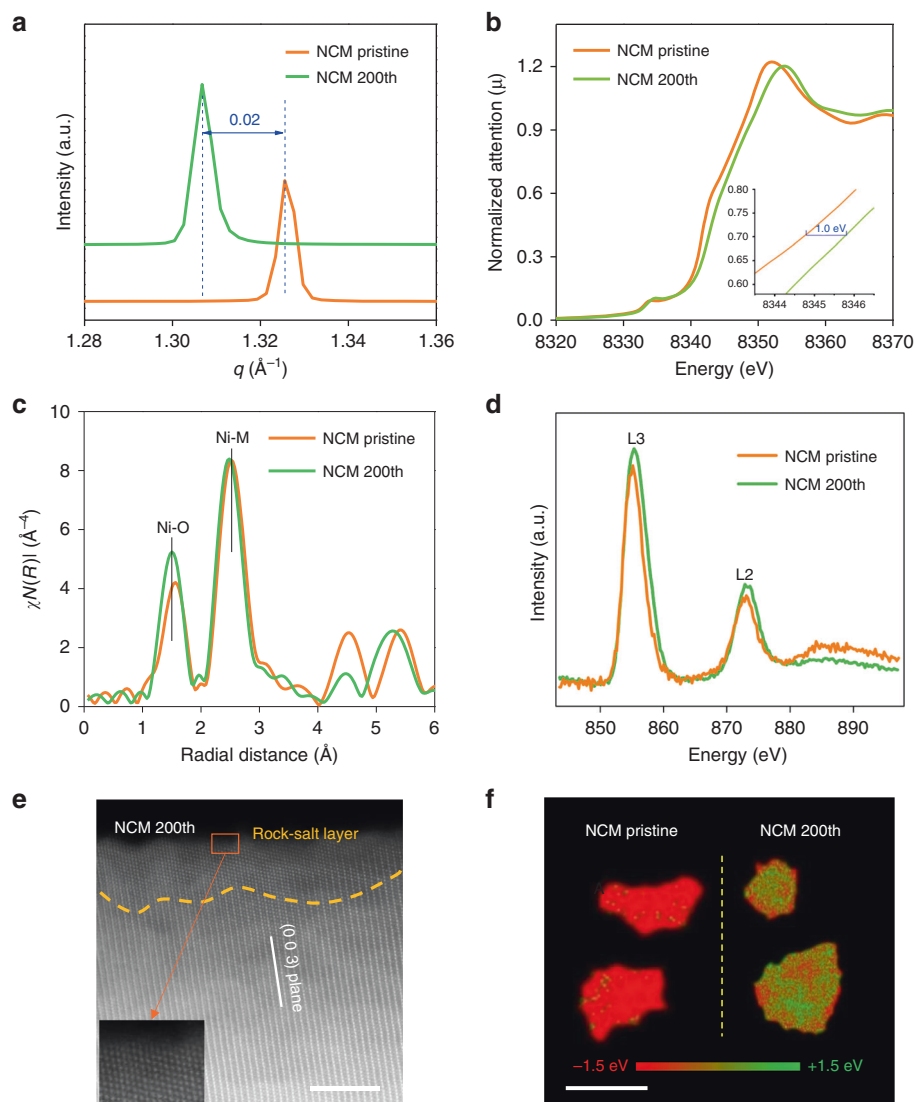 a
NCM pristine
NCM 200th
0.02
Intensity (a.u.)
1.28 1.30 1.32 1.34 1.36
q (Å⁻¹)
b
NCM pristine
NCM 200th
Normalized attention (μ)
1.2
0.9
0.6
0.3
0.0
0.80
0.70
0.60
1.0 eV
8344 8345 8346
8320 8330 8340 8350 8360 8370
Energy (eV)
c
NCM pristine
NCM 200th
Ni-M
Ni-O
χN(R)| (Å⁻⁴)
10
8
6
4
2
0
0 1 2 3 4 5 6
Radial distance (Å)
d
L3
NCM pristine
NCM 200th
L2
Intensity (a.u.)
850 860 870 880 890
Energy (eV)
e
NCM 200th
Rock-salt layer
(0 0 3) plane
f
NCM pristine
NCM 200th
−1.5 eV
+1.5 eV